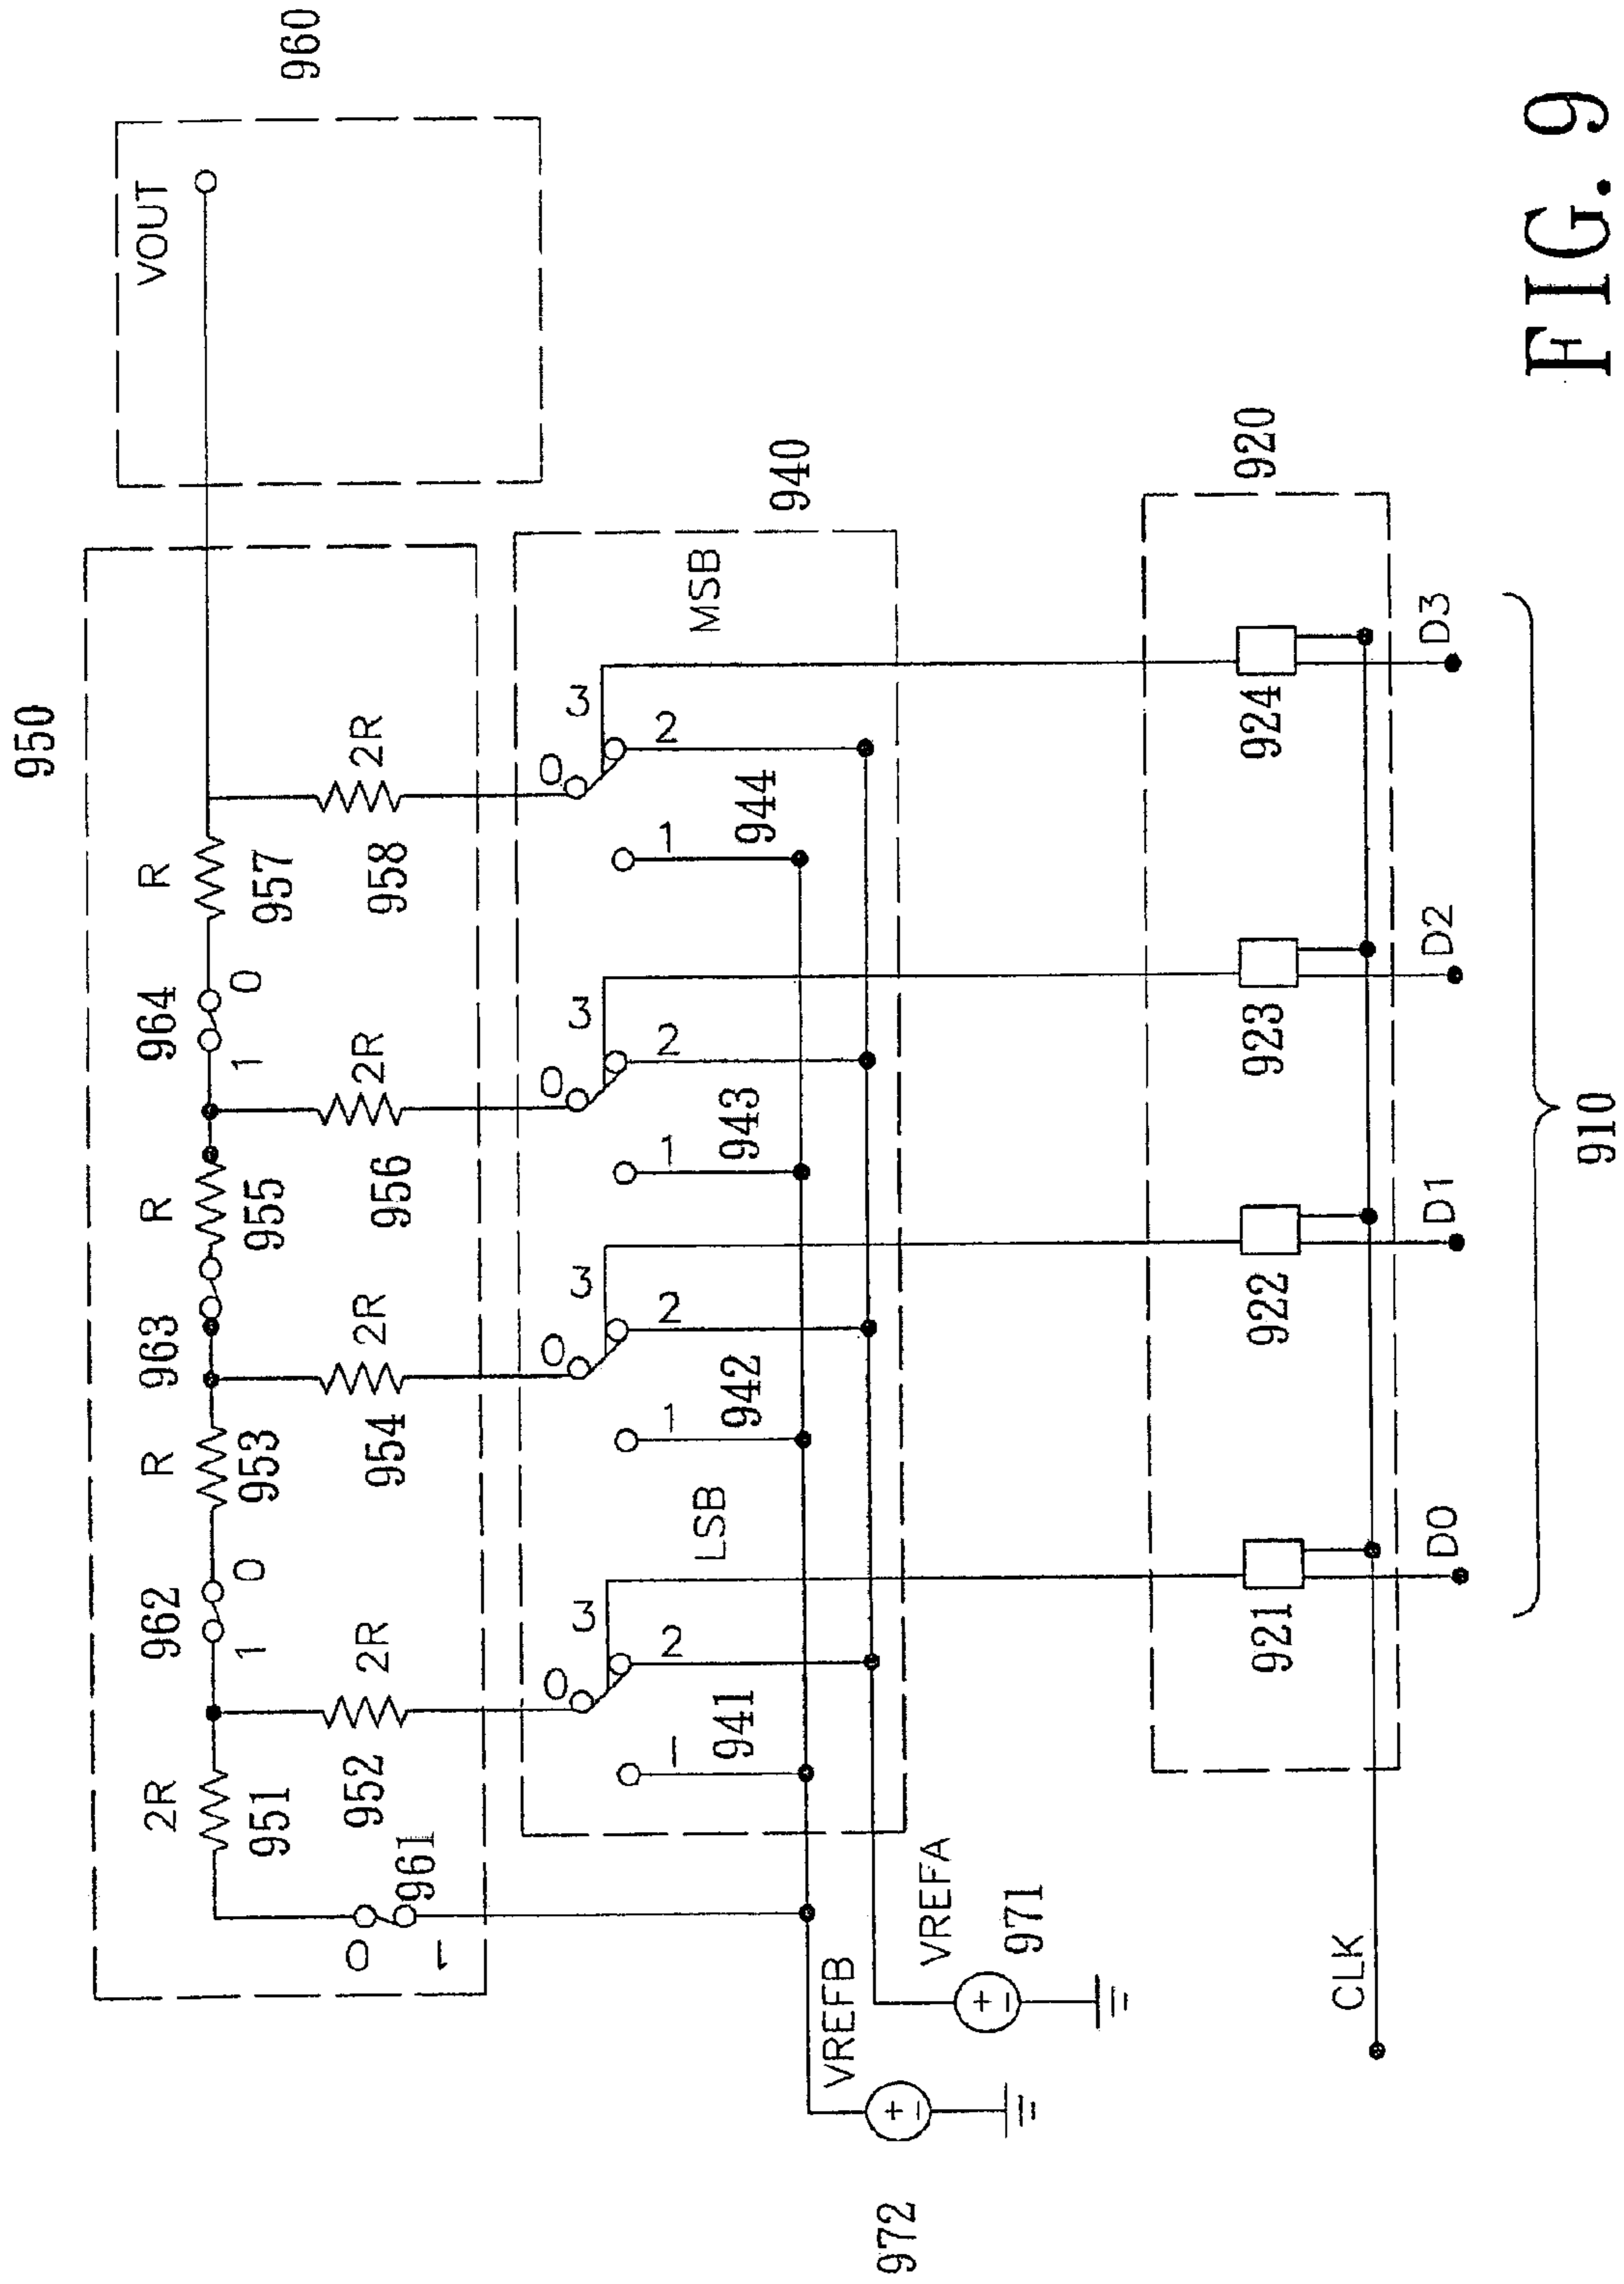 950
960
VOUT
R
R
R
2R
964
963
962
957
955
953
951
1
0
1
0
2R
2R
2R
2R
958
956
954
952
961
0
1
940
MSB
LSB
0
3
2
1
944
0
3
2
1
943
0
3
2
1
942
0
3
2
1
941
VREFB
VREFA
972
971
+
−
+
−
920
924
923
922
921
CLK
D3
D2
D1
D0
910
FIG. 9